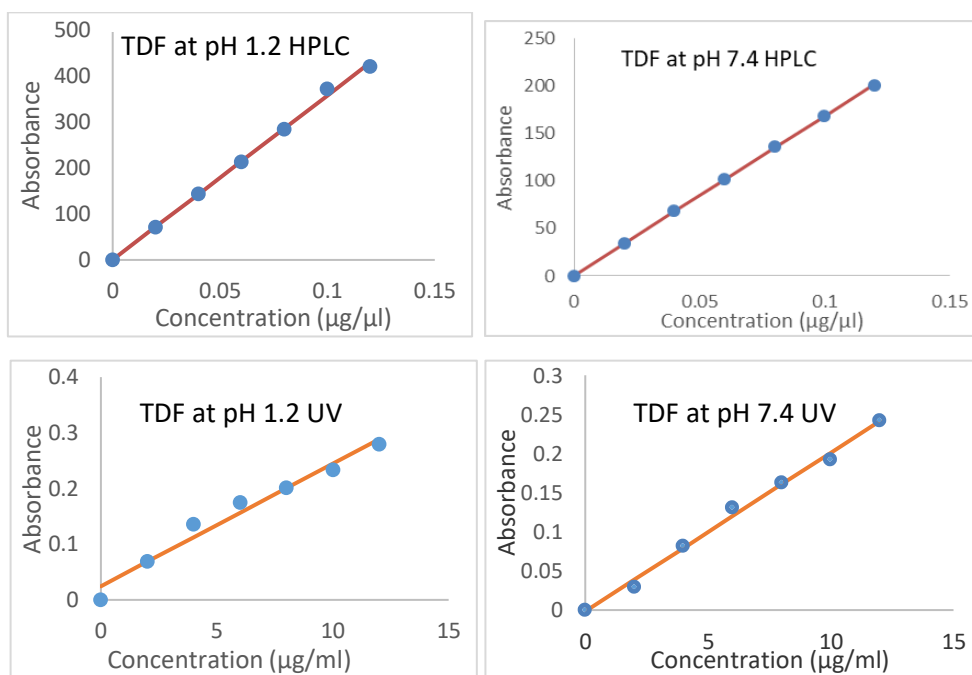 TDF at pH 1.2 HPLC
Absorbance
500
400
300
200
100
0
0 0.05 0.1 0.15
Concentration (µg/µl)
TDF at pH 7.4 HPLC
Absorbance
250
200
150
100
50
0
0 0.05 0.1 0.15
Concentration (µg/µl)
TDF at pH 1.2 UV
Absorbance
0.4
0.3
0.2
0.1
0
0 5 10 15
Concentration (µg/ml)
TDF at pH 7.4 UV
Absorbance
0.3
0.25
0.2
0.15
0.1
0.05
0
0 5 10 15
Concentration (µg/ml)